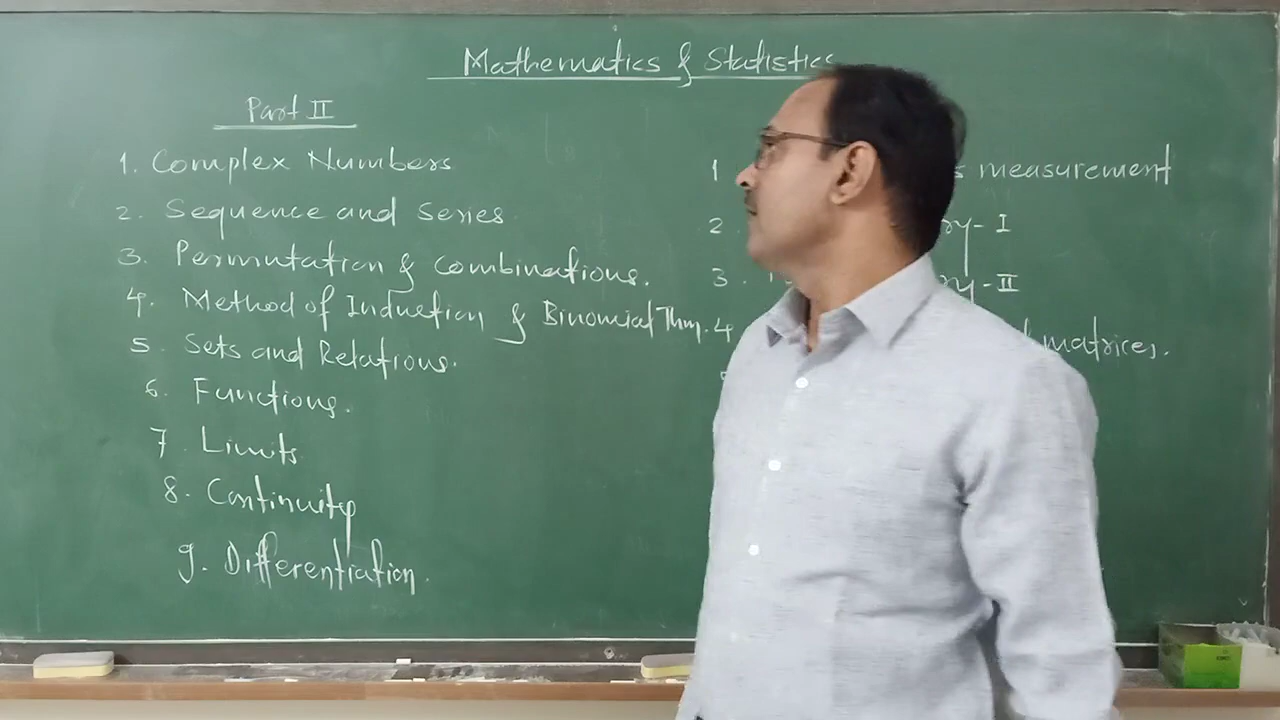 Mathematics & Statistics
Part II
1. Complex Numbers
2. Sequence and Series
3. Permutation & Combinations.
4. Method of Induction & Binomial Thm.
5. Sets and Relations.
6. Functions.
7. Limits
8. Continuity
9. Differentiation.
1 measurement
2. - I
3. - II
4 matrices.